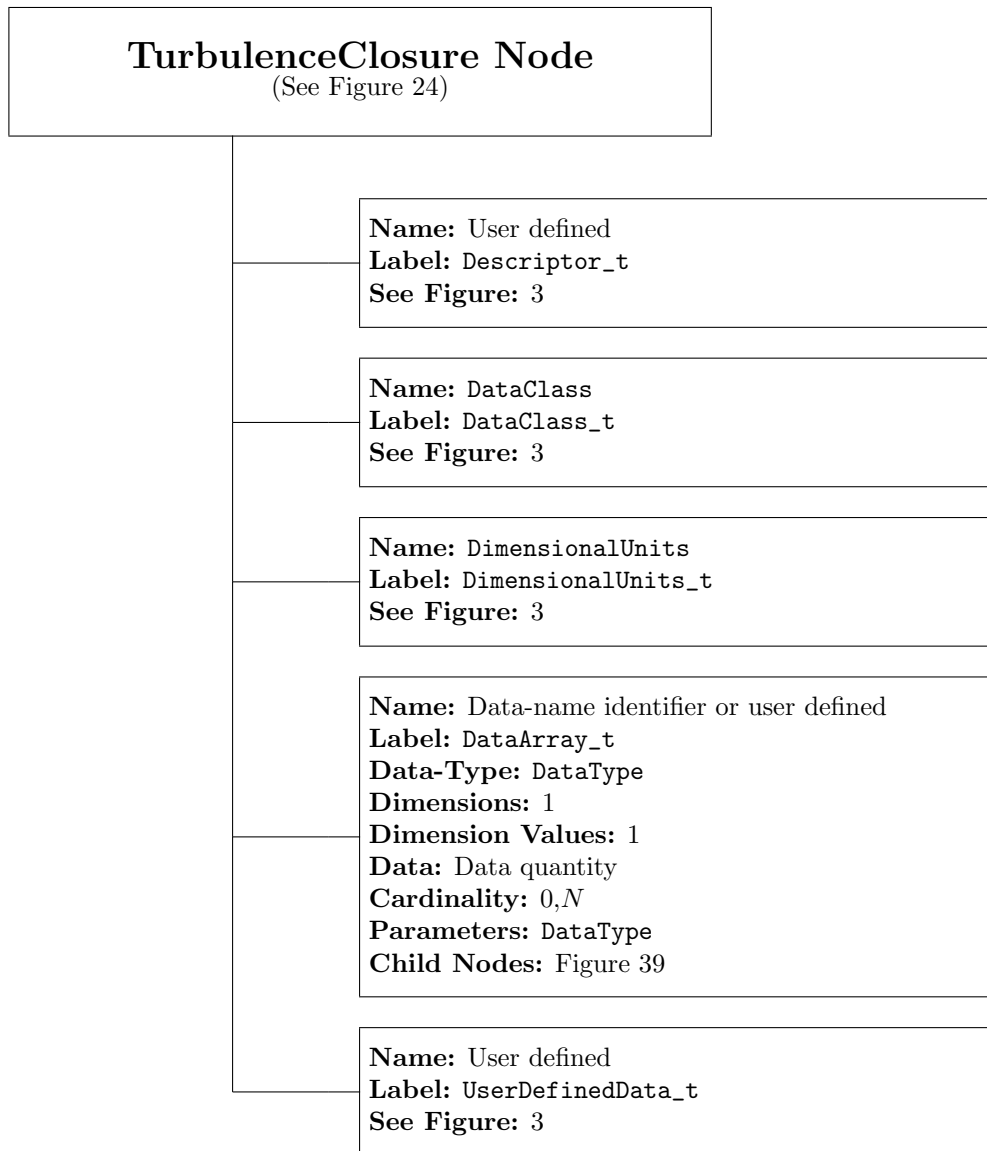 TurbulenceClosure Node
(See Figure 24)
Name: User defined
Label: Descriptor_t
See Figure: 3
Name: DataClass
Label: DataClass_t
See Figure: 3
Name: DimensionalUnits
Label: DimensionalUnits_t
See Figure: 3
Name: Data-name identifier or user defined
Label: DataArray_t
Data-Type: DataType
Dimensions: 1
Dimension Values: 1
Data: Data quantity
Cardinality: 0,N
Parameters: DataType
Child Nodes: Figure 39
Name: User defined
Label: UserDefinedData_t
See Figure: 3